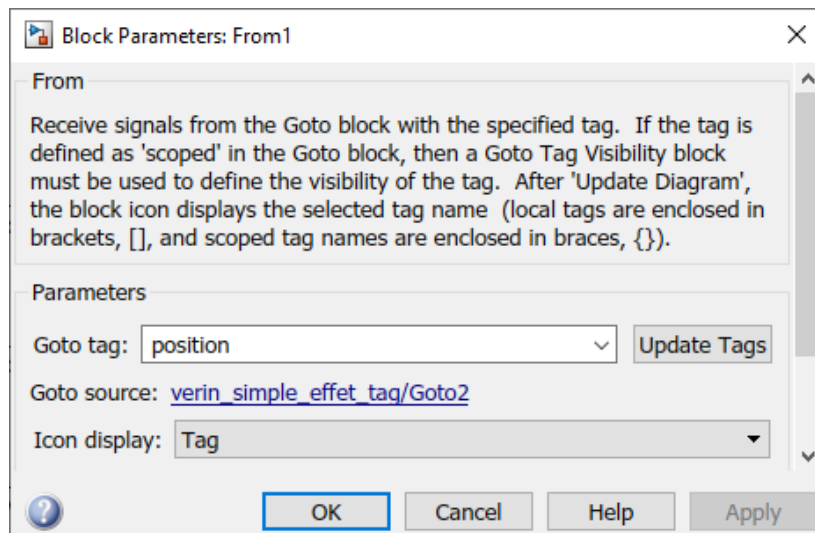 Block Parameters: From1
From
Receive signals from the Goto block with the specified tag.  If the tag is
defined as 'scoped' in the Goto block, then a Goto Tag Visibility block
must be used to define the visibility of the tag.  After 'Update Diagram',
the block icon displays the selected tag name  (local tags are enclosed in
brackets, [], and scoped tag names are enclosed in braces, {}).
Parameters
Goto tag: position Update Tags
Goto source: verin_simple_effet_tag/Goto2
Icon display: Tag
? OK Cancel Help Apply